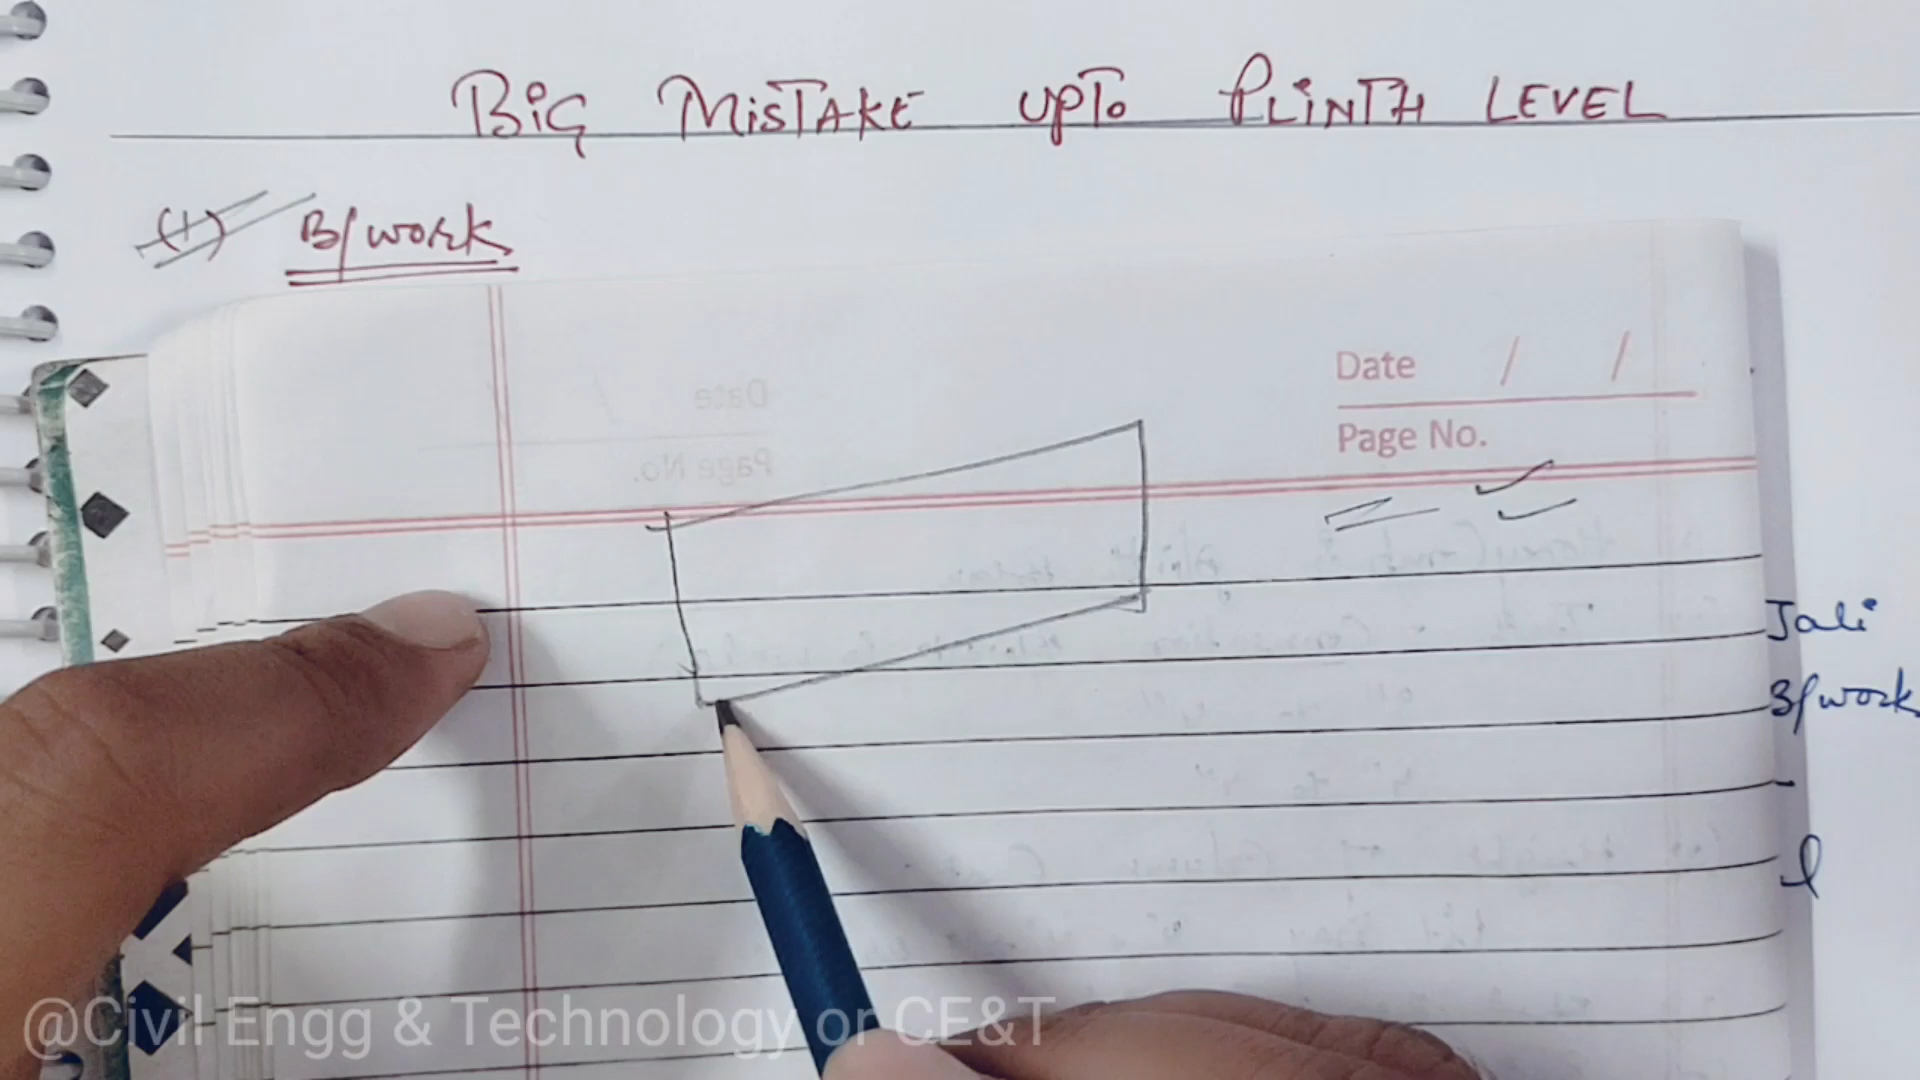 BIG MISTAKE UPTO PLINTH LEVEL
(1) B/work
Date / /
Page No.
Jali
B/work
@Civil Engg & Technology or CE&T